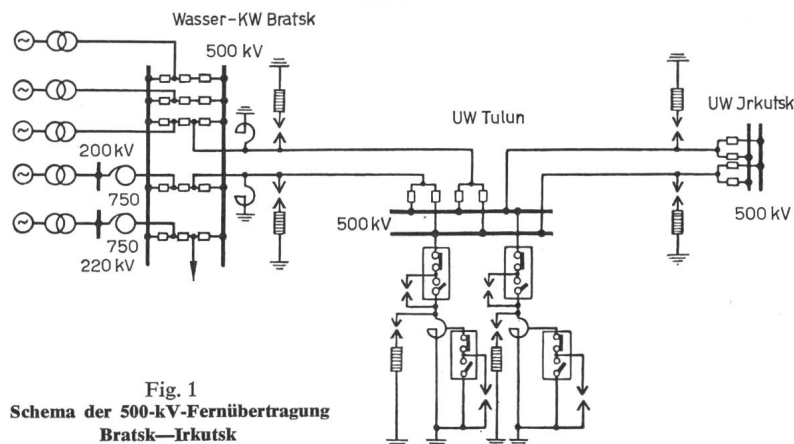 Wasser-KW Bratsk
500 kV
UW Tulun
UW Jrkutsk
200 kV
750
500 kV
500 kV
750
220 kV
Fig. 1
Schema der 500-kV-Fernübertragung
Bratsk—Irkutsk